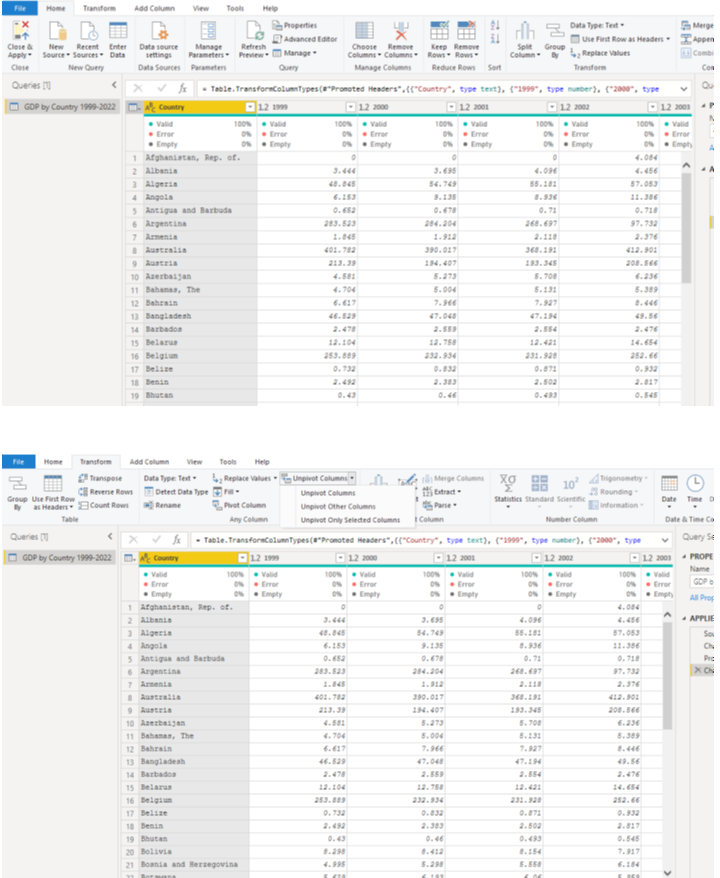 File Home Transform Add Column View Tools Help
Close & Apply New Source Recent Sources Enter Data Data source settings Manage Parameters Refresh Preview Properties Advanced Editor Manage Choose Columns Remove Columns Keep Rows Remove Rows Split Column Group By Data Type: Text Use First Row as Headers Replace Values Merge Appen Combi
Close New Query Data Sources Parameters Query Manage Columns Reduce Rows Sort Transform Con
Queries [1] = Table.TransformColumnTypes(#"Promoted Headers",{{"Country", type text}, {"1999", type number}, {"2000", type Qu
GDP by Country 1999-2022 Country 1.2 1999 1.2 2000 1.2 2001 1.2 2002 1.2 2003
Valid 100% Valid 100% Valid 100% Valid 100% Valid 100% Valid
Error 0% Error 0% Error 0% Error 0% Error 0% Error
Empty 0% Empty 0% Empty 0% Empty 0% Empty 0% Empty
1 Afghanistan, Rep. of. 0 0 0 4.084
2 Albania 3.444 3.695 4.096 4.456
3 Algeria 48.845 54.749 55.181 57.053
4 Angola 6.153 9.135 8.936 11.386
5 Antigua and Barbuda 0.652 0.678 0.71 0.718
6 Argentina 283.523 284.204 268.697 97.732
7 Armenia 1.845 1.912 2.118 2.376
8 Australia 401.782 390.017 368.191 412.901
9 Austria 213.39 194.407 193.345 208.566
10 Azerbaijan 4.581 5.273 5.708 6.236
11 Bahamas, The 4.704 5.004 5.131 5.389
12 Bahrain 6.617 7.966 7.927 8.446
13 Bangladesh 46.529 47.048 47.194 49.56
14 Barbados 2.478 2.559 2.554 2.476
15 Belarus 12.104 12.758 12.421 14.654
16 Belgium 253.889 232.934 231.928 252.66
17 Belize 0.732 0.832 0.871 0.932
18 Benin 2.492 2.383 2.502 2.817
19 Bhutan 0.43 0.46 0.493 0.545
File Home Transform Add Column View Tools Help
Group By Use First Row as Headers Transpose Reverse Rows Count Rows Data Type: Text Detect Data Type Rename Replace Values Fill Pivot Column Unpivot Columns Merge Columns Extract Parse Statistics Standard Scientific Trigonometry Rounding Information Date Time D
Unpivot Columns
Unpivot Other Columns
Unpivot Only Selected Columns
Table Any Column t Column Number Column Date & Time Co
Queries [1] = Table.TransformColumnTypes(#"Promoted Headers",{{"Country", type text}, {"1999", type number}, {"2000", type Query Se
GDP by Country 1999-2022 Country 1.2 1999 1.2 2000 1.2 2001 1.2 2002 1.2 2003 PROPE
Valid 100% Valid 100% Valid 100% Valid 100% Valid 100% Valid Name
Error 0% Error 0% Error 0% Error 0% Error 0% Error GDP b
Empty 0% Empty 0% Empty 0% Empty 0% Empty 0% Empty All Prop
1 Afghanistan, Rep. of. 0 0 0 4.084
2 Albania 3.444 3.695 4.096 4.456 APPLIE
3 Algeria 48.845 54.749 55.181 57.053 Sou
4 Angola 6.153 9.135 8.936 11.386 Cha
5 Antigua and Barbuda 0.652 0.678 0.71 0.718 Pro
6 Argentina 283.523 284.204 268.697 97.732 Cha
7 Armenia 1.845 1.912 2.118 2.376
8 Australia 401.782 390.017 368.191 412.901
9 Austria 213.39 194.407 193.345 208.566
10 Azerbaijan 4.581 5.273 5.708 6.236
11 Bahamas, The 4.704 5.004 5.131 5.389
12 Bahrain 6.617 7.966 7.927 8.446
13 Bangladesh 46.529 47.048 47.194 49.56
14 Barbados 2.478 2.559 2.554 2.476
15 Belarus 12.104 12.758 12.421 14.654
16 Belgium 253.889 232.934 231.928 252.66
17 Belize 0.732 0.832 0.871 0.932
18 Benin 2.492 2.383 2.502 2.817
19 Bhutan 0.43 0.46 0.493 0.545
20 Bolivia 8.298 8.412 8.154 7.917
21 Bosnia and Herzegovina 4.995 5.298 5.558 6.184
22 Botswana